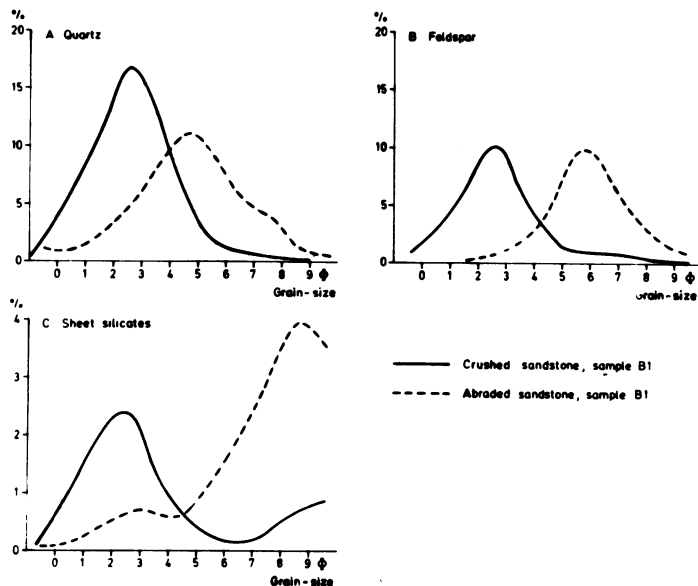 %
A Quartz
20
15
10
5
0
0 1 2 3 4 5 6 7 8 9 Φ
Grain-size
%
B Feldspar
20
15
10
5
0
0 1 2 3 4 5 6 7 8 9 Φ
Grain-size
%
C Sheet silicates
4
3
2
1
0
0 1 2 3 4 5 6 7 8 9 Φ
Grain-size
Crushed sandstone, sample B1
Abraded sandstone, sample B1